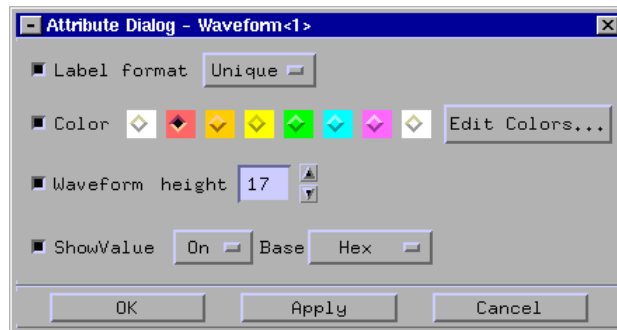 Attribute Dialog - Waveform<1>
Label format Unique
Color Edit Colors...
Waveform height 17
ShowValue On Base Hex
OK Apply Cancel